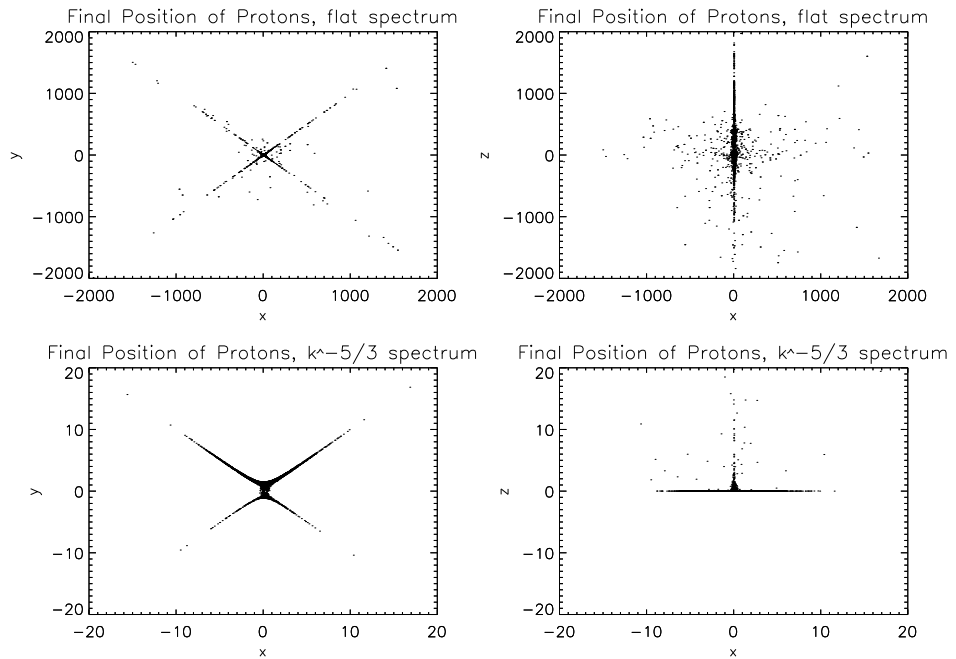 Final Position of Protons, flat spectrum
2000
1000
0
−1000
−2000
y
−2000 −1000 0 1000 2000
x
Final Position of Protons, flat spectrum
2000
1000
0
−1000
−2000
z
−2000 −1000 0 1000 2000
x
Final Position of Protons, k^−5/3 spectrum
20
10
0
−10
−20
y
−20 −10 0 10 20
x
Final Position of Protons, k^−5/3 spectrum
20
10
0
−10
−20
z
−20 −10 0 10 20
x